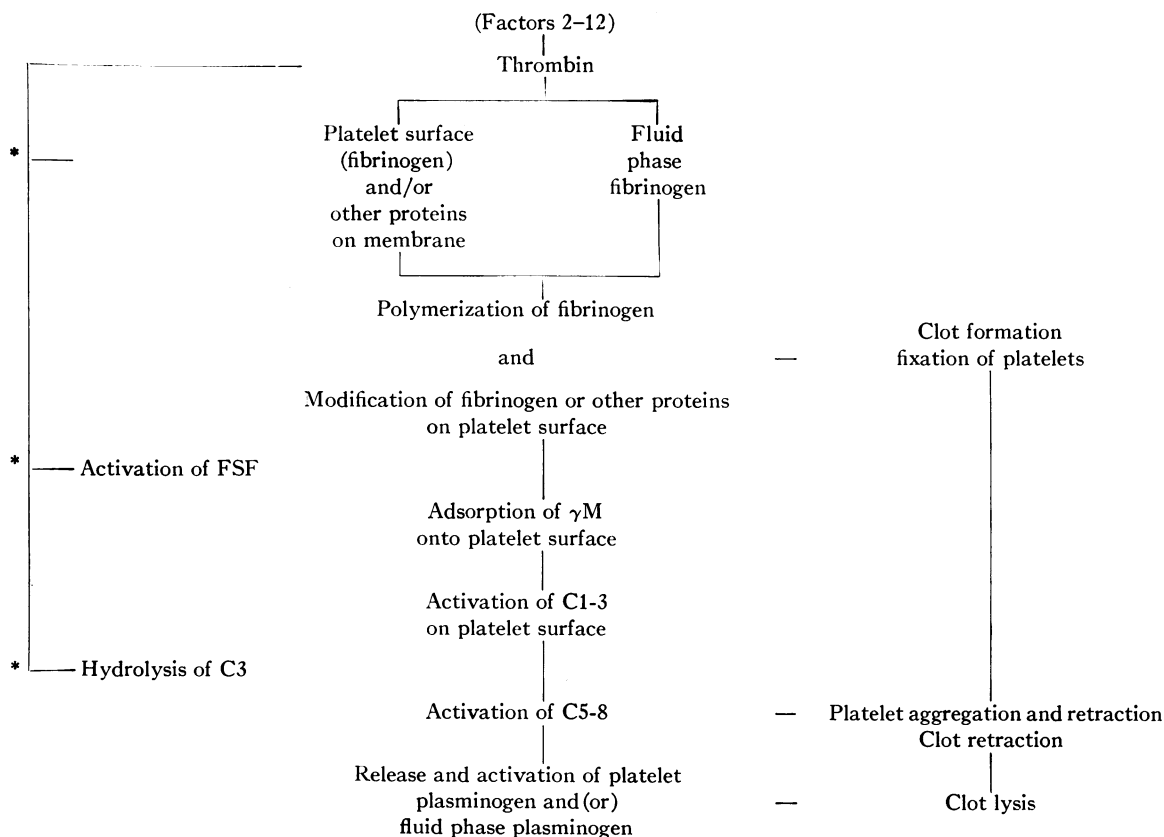 (Factors 2–12)
Thrombin
Platelet surface
(fibrinogen)
and/or
other proteins
on membrane
Fluid
phase
fibrinogen
*
Polymerization of fibrinogen
and
Modification of fibrinogen or other proteins
on platelet surface
—
Clot formation
fixation of platelets
*
Activation of FSF
Adsorption of γM
onto platelet surface
Activation of C1-3
on platelet surface
*
Hydrolysis of C3
Activation of C5-8
—
Platelet aggregation and retraction
Clot retraction
Release and activation of platelet
plasminogen and (or)
fluid phase plasminogen
—
Clot lysis